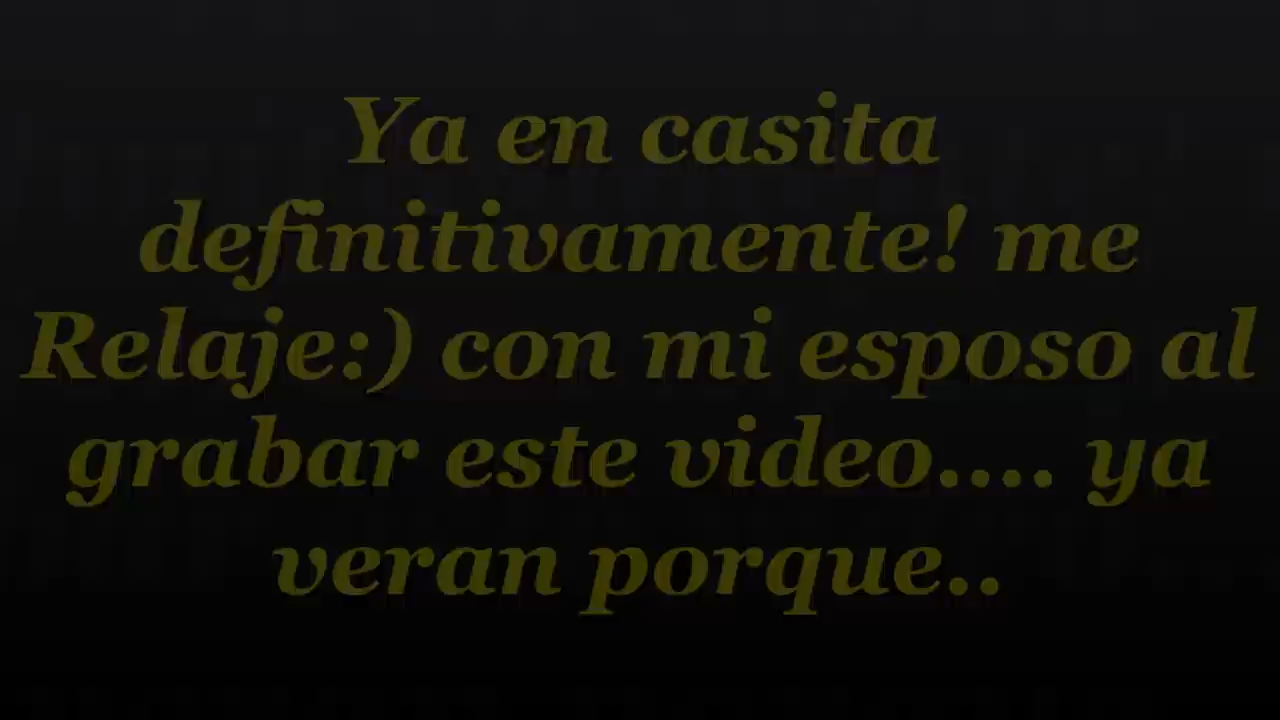 Ya en casita
definitivamente! me
Relaje:) con mi esposo al
grabar este video.... ya
veran porque..